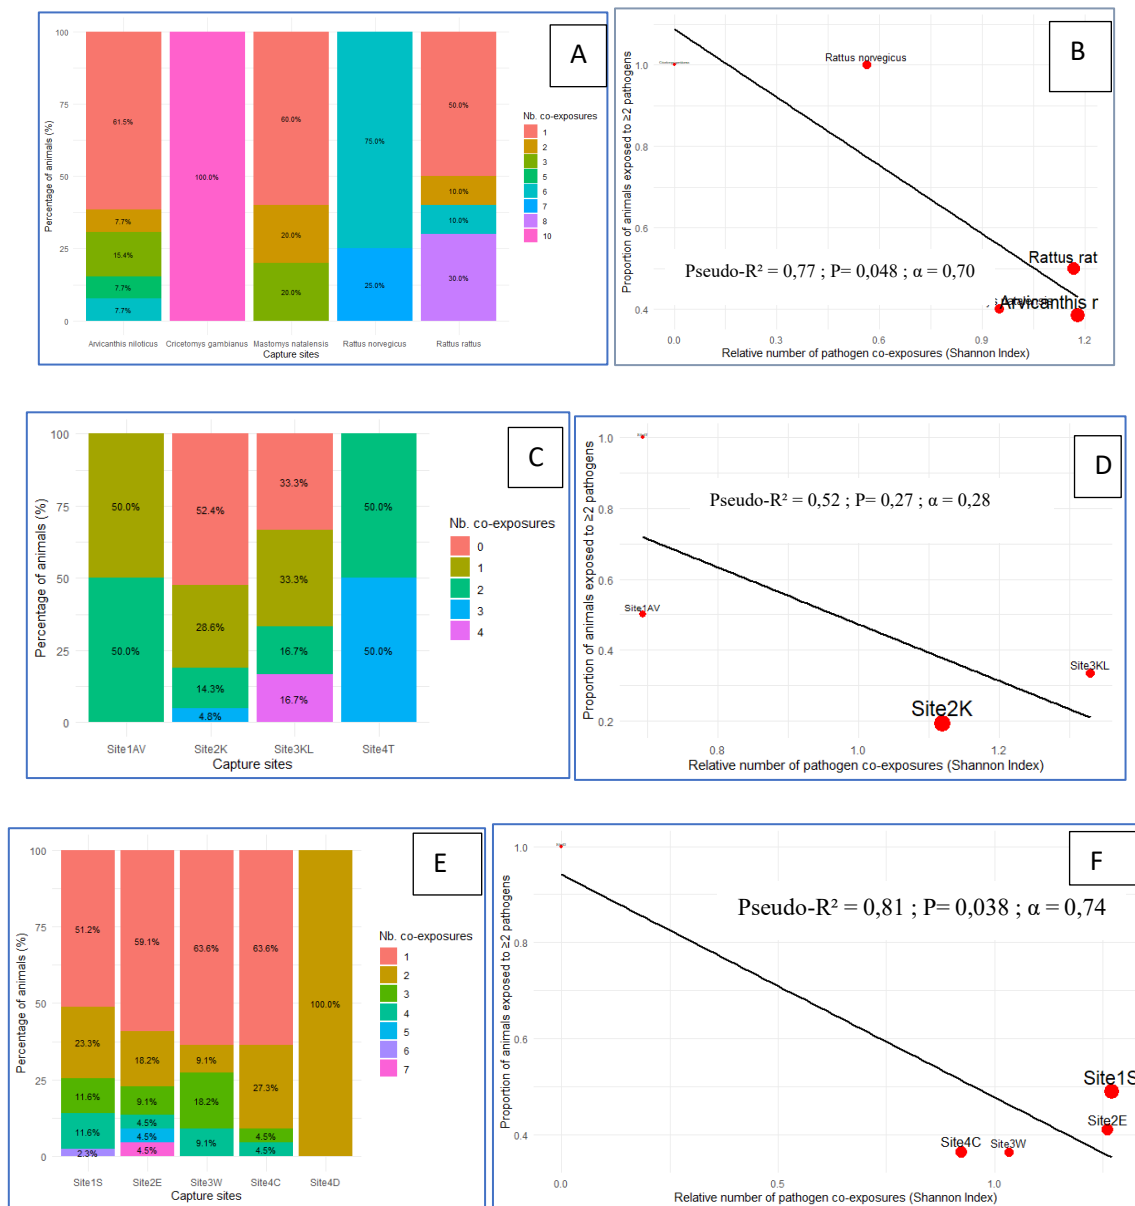 A
Percentage of animals (%)
100
75
50
25
0
61.5%
7.7%
15.4%
7.7%
7.7%
100.0%
60.0%
20.0%
20.0%
75.0%
25.0%
50.0%
10.0%
10.0%
30.0%
Arvicanthis niloticus
Cricetomys gambianus
Mastomys natalensis
Rattus norvegicus
Rattus rattus
Capture sites
Nb. co-exposures
1
2
3
5
6
7
8
10
B
Proportion of animals exposed to ≥2 pathogens
1.0
0.8
0.6
0.4
Rattus norvegicus
Rattus rat
Arvicanthis r
Pseudo-R² = 0,77 ; P= 0,048 ; α = 0,70
0.0
0.3
0.6
0.9
1.2
Relative number of pathogen co-exposures (Shannon Index)
C
Percentage of animals (%)
100
75
50
25
0
50.0%
50.0%
52.4%
28.6%
14.3%
4.8%
33.3%
33.3%
16.7%
16.7%
50.0%
50.0%
Site1AV
Site2K
Site3KL
Site4T
Capture sites
Nb. co-exposures
0
1
2
3
4
D
Proportion of animals exposed to ≥2 pathogens
1.0
0.8
0.6
0.4
0.2
Pseudo-R² = 0,52 ; P= 0,27 ; α = 0,28
Site1AV
Site3KL
Site2K
0.8
1.0
1.2
Relative number of pathogen co-exposures (Shannon Index)
E
Percentage of animals (%)
100
75
50
25
0
51.2%
23.3%
11.6%
11.6%
2.3%
59.1%
18.2%
9.1%
4.5%
4.5%
4.5%
63.6%
9.1%
18.2%
9.1%
63.6%
27.3%
4.5%
4.5%
100.0%
Site1S
Site2E
Site3W
Site4C
Site4D
Capture sites
Nb. co-exposures
1
2
3
4
5
6
7
F
Proportion of animals exposed to ≥2 pathogens
1.0
0.8
0.6
0.4
Pseudo-R² = 0,81 ; P= 0,038 ; α = 0,74
Site1S
Site2E
Site4C
Site3W
0.0
0.5
1.0
Relative number of pathogen co-exposures (Shannon Index)